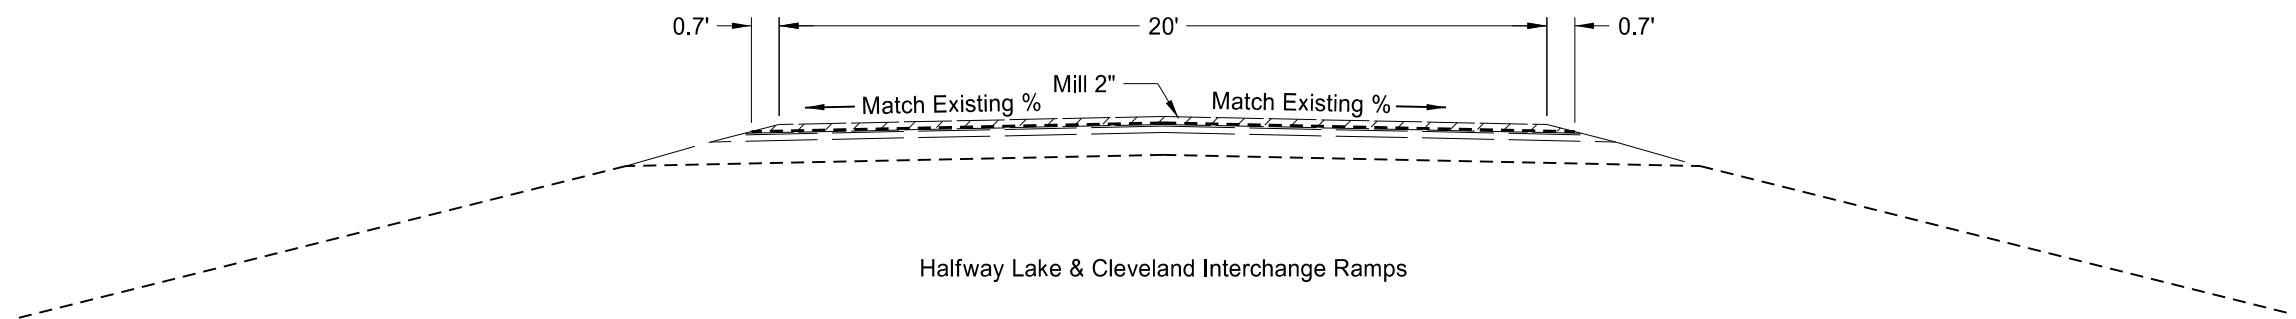 0.7' 20' 0.7'
Mill 2"
Match Existing % Match Existing %
Halfway Lake & Cleveland Interchange Ramps